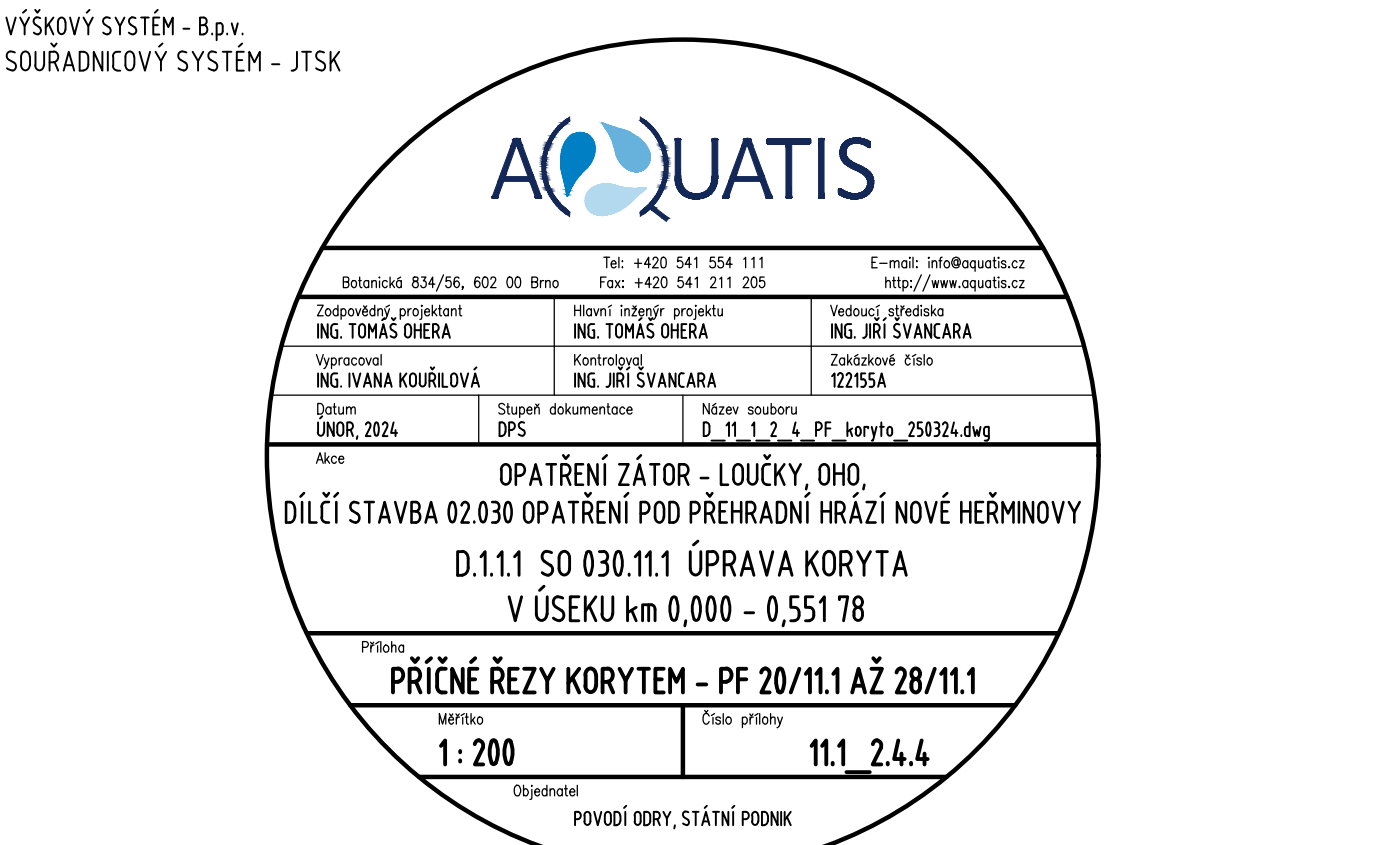 VÝŠKOVÝ SYSTÉM - B.p.v.
SOUŘADNICOVÝ SYSTÉM - JTSK
AQUATIS
Tel: +420 541 554 111 E-mail: info@aquatis.cz
Botanická 834/56, 602 00 Brno Fax: +420 541 211 205 http://www.aquatis.cz
Zodpovědný projektant Hlavní inženýr projektu Vedoucí střediska
ING. TOMÁŠ OHERA ING. TOMÁŠ OHERA ING. JIŘÍ ŠVANCARA
Vypracoval Kontroloval Zakázkové číslo
ING. IVANA KOUŘILOVÁ ING. JIŘÍ ŠVANCARA 122155A
Datum Stupeň dokumentace Název souboru
ÚNOR, 2024 DPS D_11_1_2_4_PF_koryto_250324.dwg
Akce
OPATŘENÍ ZÁTOR - LOUČKY, OHO,
DÍLČÍ STAVBA 02.030 OPATŘENÍ POD PŘEHRADNÍ HRÁZÍ NOVÉ HEŘMINOVY
D.1.1.1 SO 030.11.1 ÚPRAVA KORYTA
V ÚSEKU km 0,000 - 0,551 78
Příloha
PŘÍČNÉ ŘEZY KORYTEM - PF 20/11.1 AŽ 28/11.1
Měřítko Číslo přílohy
1 : 200 11.1_2.4.4
Objednatel
POVODÍ ODRY, STÁTNÍ PODNIK